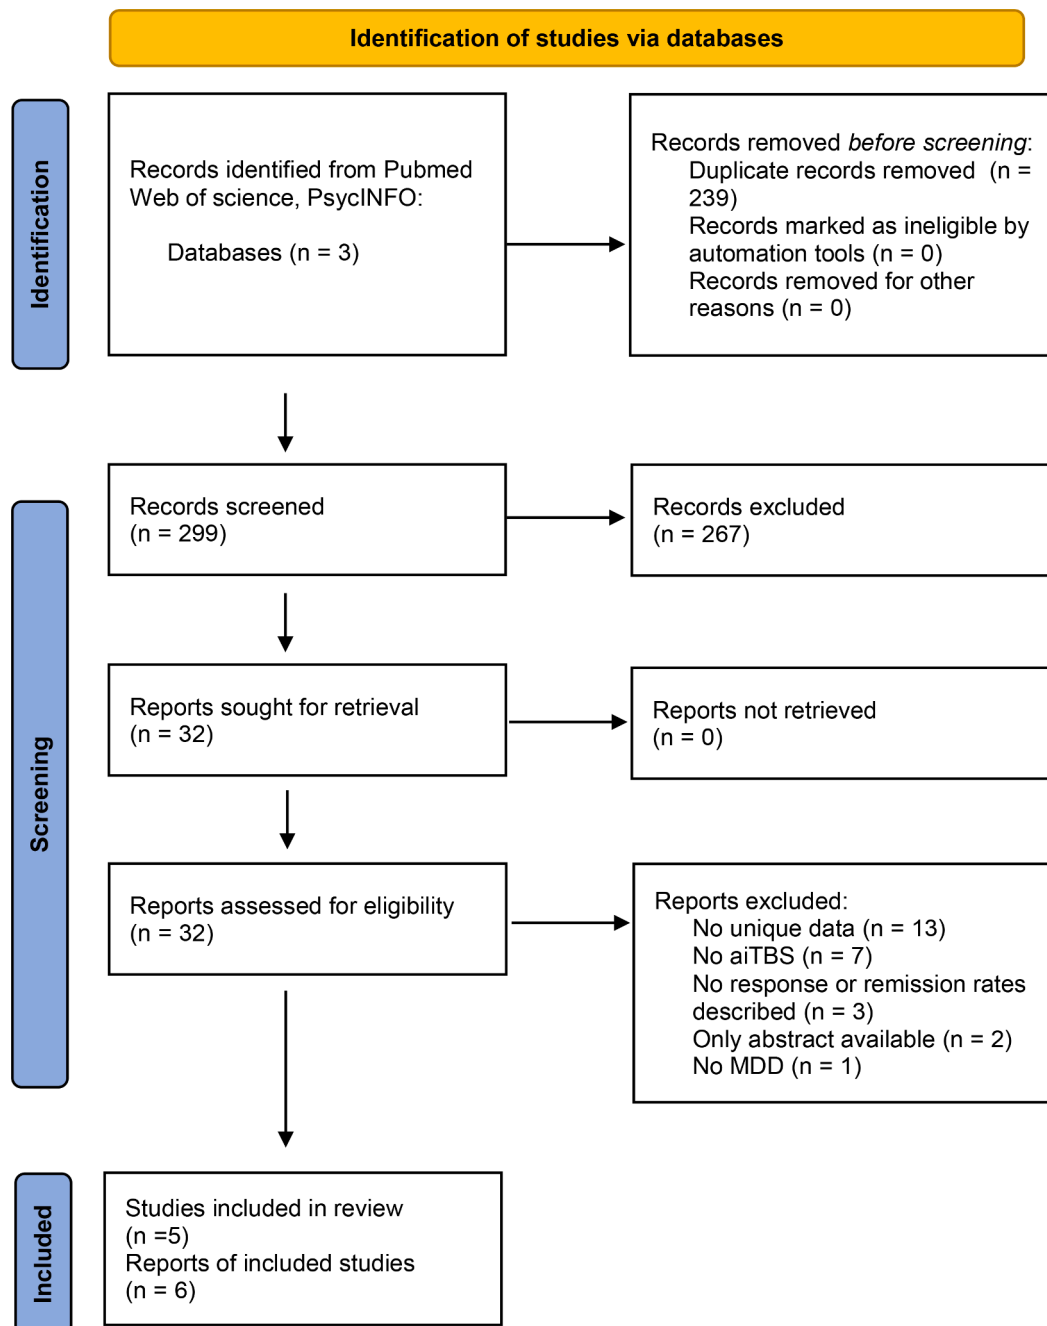 Identification of studies via databases
Identification
Records identified from Pubmed
Web of science, PsycINFO:
Databases (n = 3)
Records removed before screening:
Duplicate records removed (n =
239)
Records marked as ineligible by
automation tools (n = 0)
Records removed for other
reasons (n = 0)
Screening
Records screened
(n = 299)
Records excluded
(n = 267)
Reports sought for retrieval
(n = 32)
Reports not retrieved
(n = 0)
Reports assessed for eligibility
(n = 32)
Reports excluded:
No unique data (n = 13)
No aiTBS (n = 7)
No response or remission rates
described (n = 3)
Only abstract available (n = 2)
No MDD (n = 1)
Included
Studies included in review
(n =5)
Reports of included studies
(n = 6)